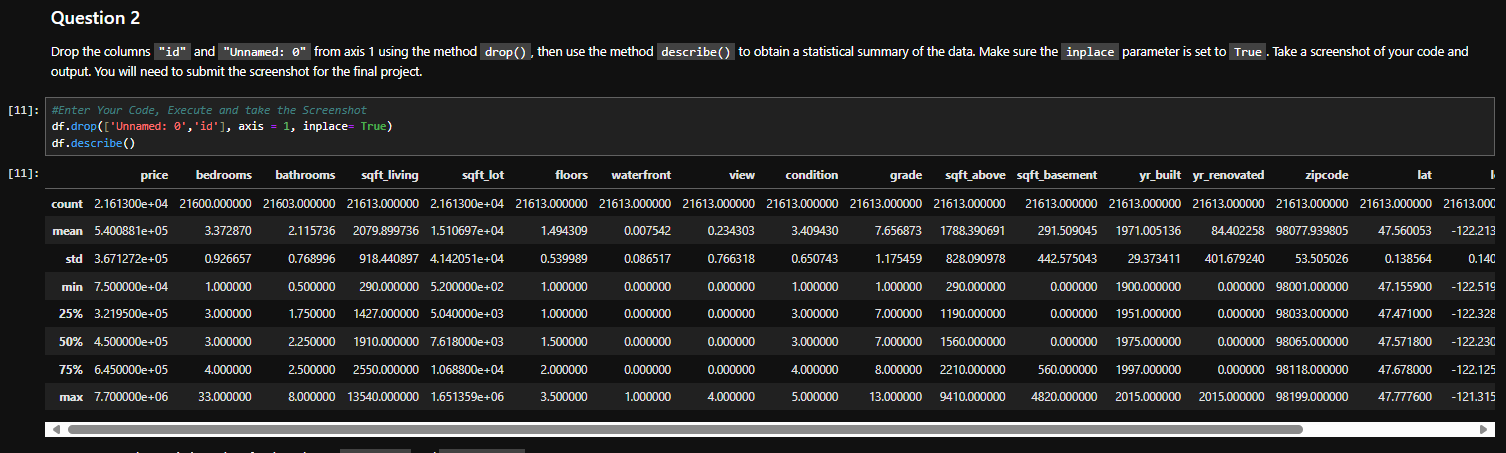 Question 2
Drop the columns "id" and "Unnamed: 0" from axis 1 using the method drop(), then use the method describe() to obtain a statistical summary of the data. Make sure the inplace parameter is set to True. Take a screenshot of your code and
output. You will need to submit the screenshot for the final project.
[11]: #Enter Your Code, Execute and take the Screenshot
df.drop(['Unnamed: 0','id'], axis = 1, inplace= True)
df.describe()
[11]: price bedrooms bathrooms sqft_living sqft_lot floors waterfront view condition grade sqft_above sqft_basement yr_built yr_renovated zipcode lat
count 2.161300e+04 21600.000000 21603.000000 21613.000000 2.161300e+04 21613.000000 21613.000000 21613.000000 21613.000000 21613.000000 21613.000000 21613.000000 21613.000000 21613.000000 21613.000000 21613.000000 21613.000
mean 5.400881e+05 3.372870 2.115736 2079.899736 1.510697e+04 1.494309 0.007542 0.234303 3.409430 7.656873 1788.390691 291.509045 1971.005136 84.402258 98077.939805 47.560053 -122.213
std 3.671272e+05 0.926657 0.768996 918.440897 4.142051e+04 0.539989 0.086517 0.766318 0.650743 1.175459 828.090978 442.575043 29.373411 401.679240 53.505026 0.138564 0.140
min 7.500000e+04 1.000000 0.500000 290.000000 5.200000e+02 1.000000 0.000000 0.000000 1.000000 1.000000 290.000000 0.000000 1900.000000 0.000000 98001.000000 47.155900 -122.519
25% 3.219500e+05 3.000000 1.750000 1427.000000 5.040000e+03 1.000000 0.000000 0.000000 3.000000 7.000000 1190.000000 0.000000 1951.000000 0.000000 98033.000000 47.471000 -122.328
50% 4.500000e+05 3.000000 2.250000 1910.000000 7.618000e+03 1.500000 0.000000 0.000000 3.000000 7.000000 1560.000000 0.000000 1975.000000 0.000000 98065.000000 47.571800 -122.230
75% 6.450000e+05 4.000000 2.500000 2550.000000 1.068800e+04 2.000000 0.000000 0.000000 4.000000 8.000000 2210.000000 560.000000 1997.000000 0.000000 98118.000000 47.678000 -122.125
max 7.700000e+06 33.000000 8.000000 13540.000000 1.651359e+06 3.500000 1.000000 4.000000 5.000000 13.000000 9410.000000 4820.000000 2015.000000 2015.000000 98199.000000 47.777600 -121.315